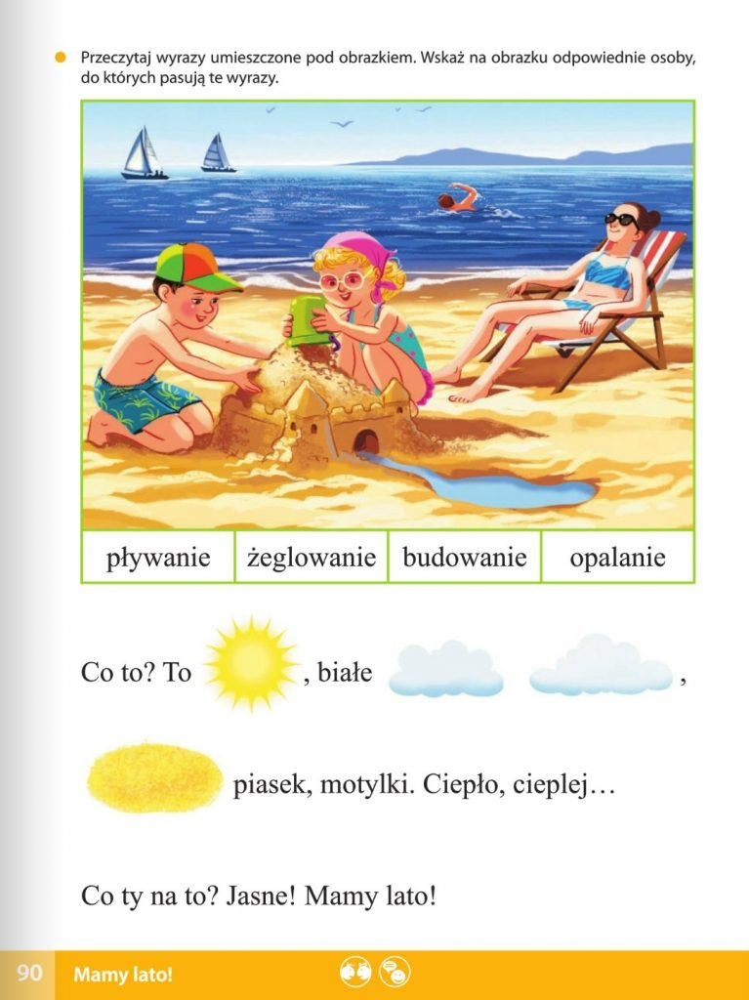 Przeczytaj wyrazy umieszczone pod obrazkiem. Wskaż na obrazku odpowiednie osoby,
do których pasują te wyrazy.
pływanie żeglowanie budowanie opalanie
Co to? To , białe ,
piasek, motylki. Ciepło, cieplej…
Co ty na to? Jasne! Mamy lato!
90 Mamy lato!